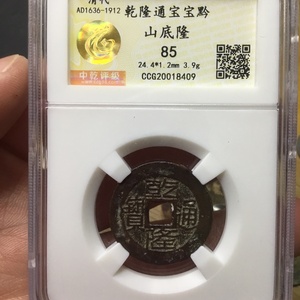 清代
AD1636-1912
中乾评级
乾隆通宝宝黔
山底隆
85
24.4*1.2mm 3.9g
CCG20018409
乾隆通寶